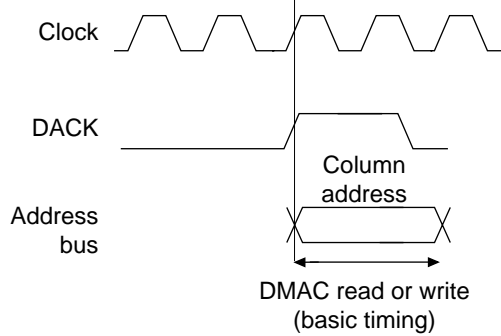 Clock
DACK
Column
address
Address
bus
DMAC read or write
(basic timing)